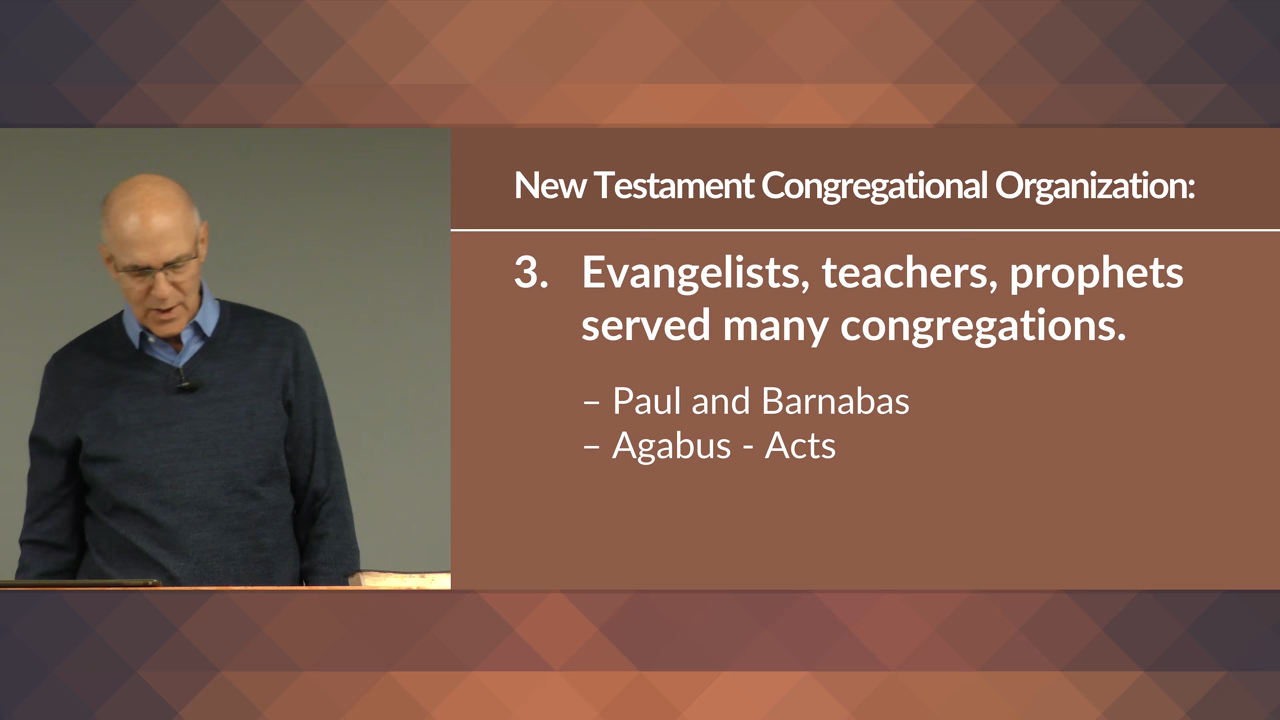 New Testament Congregational Organization:
3. Evangelists, teachers, prophets
served many congregations.
– Paul and Barnabas
– Agabus - Acts